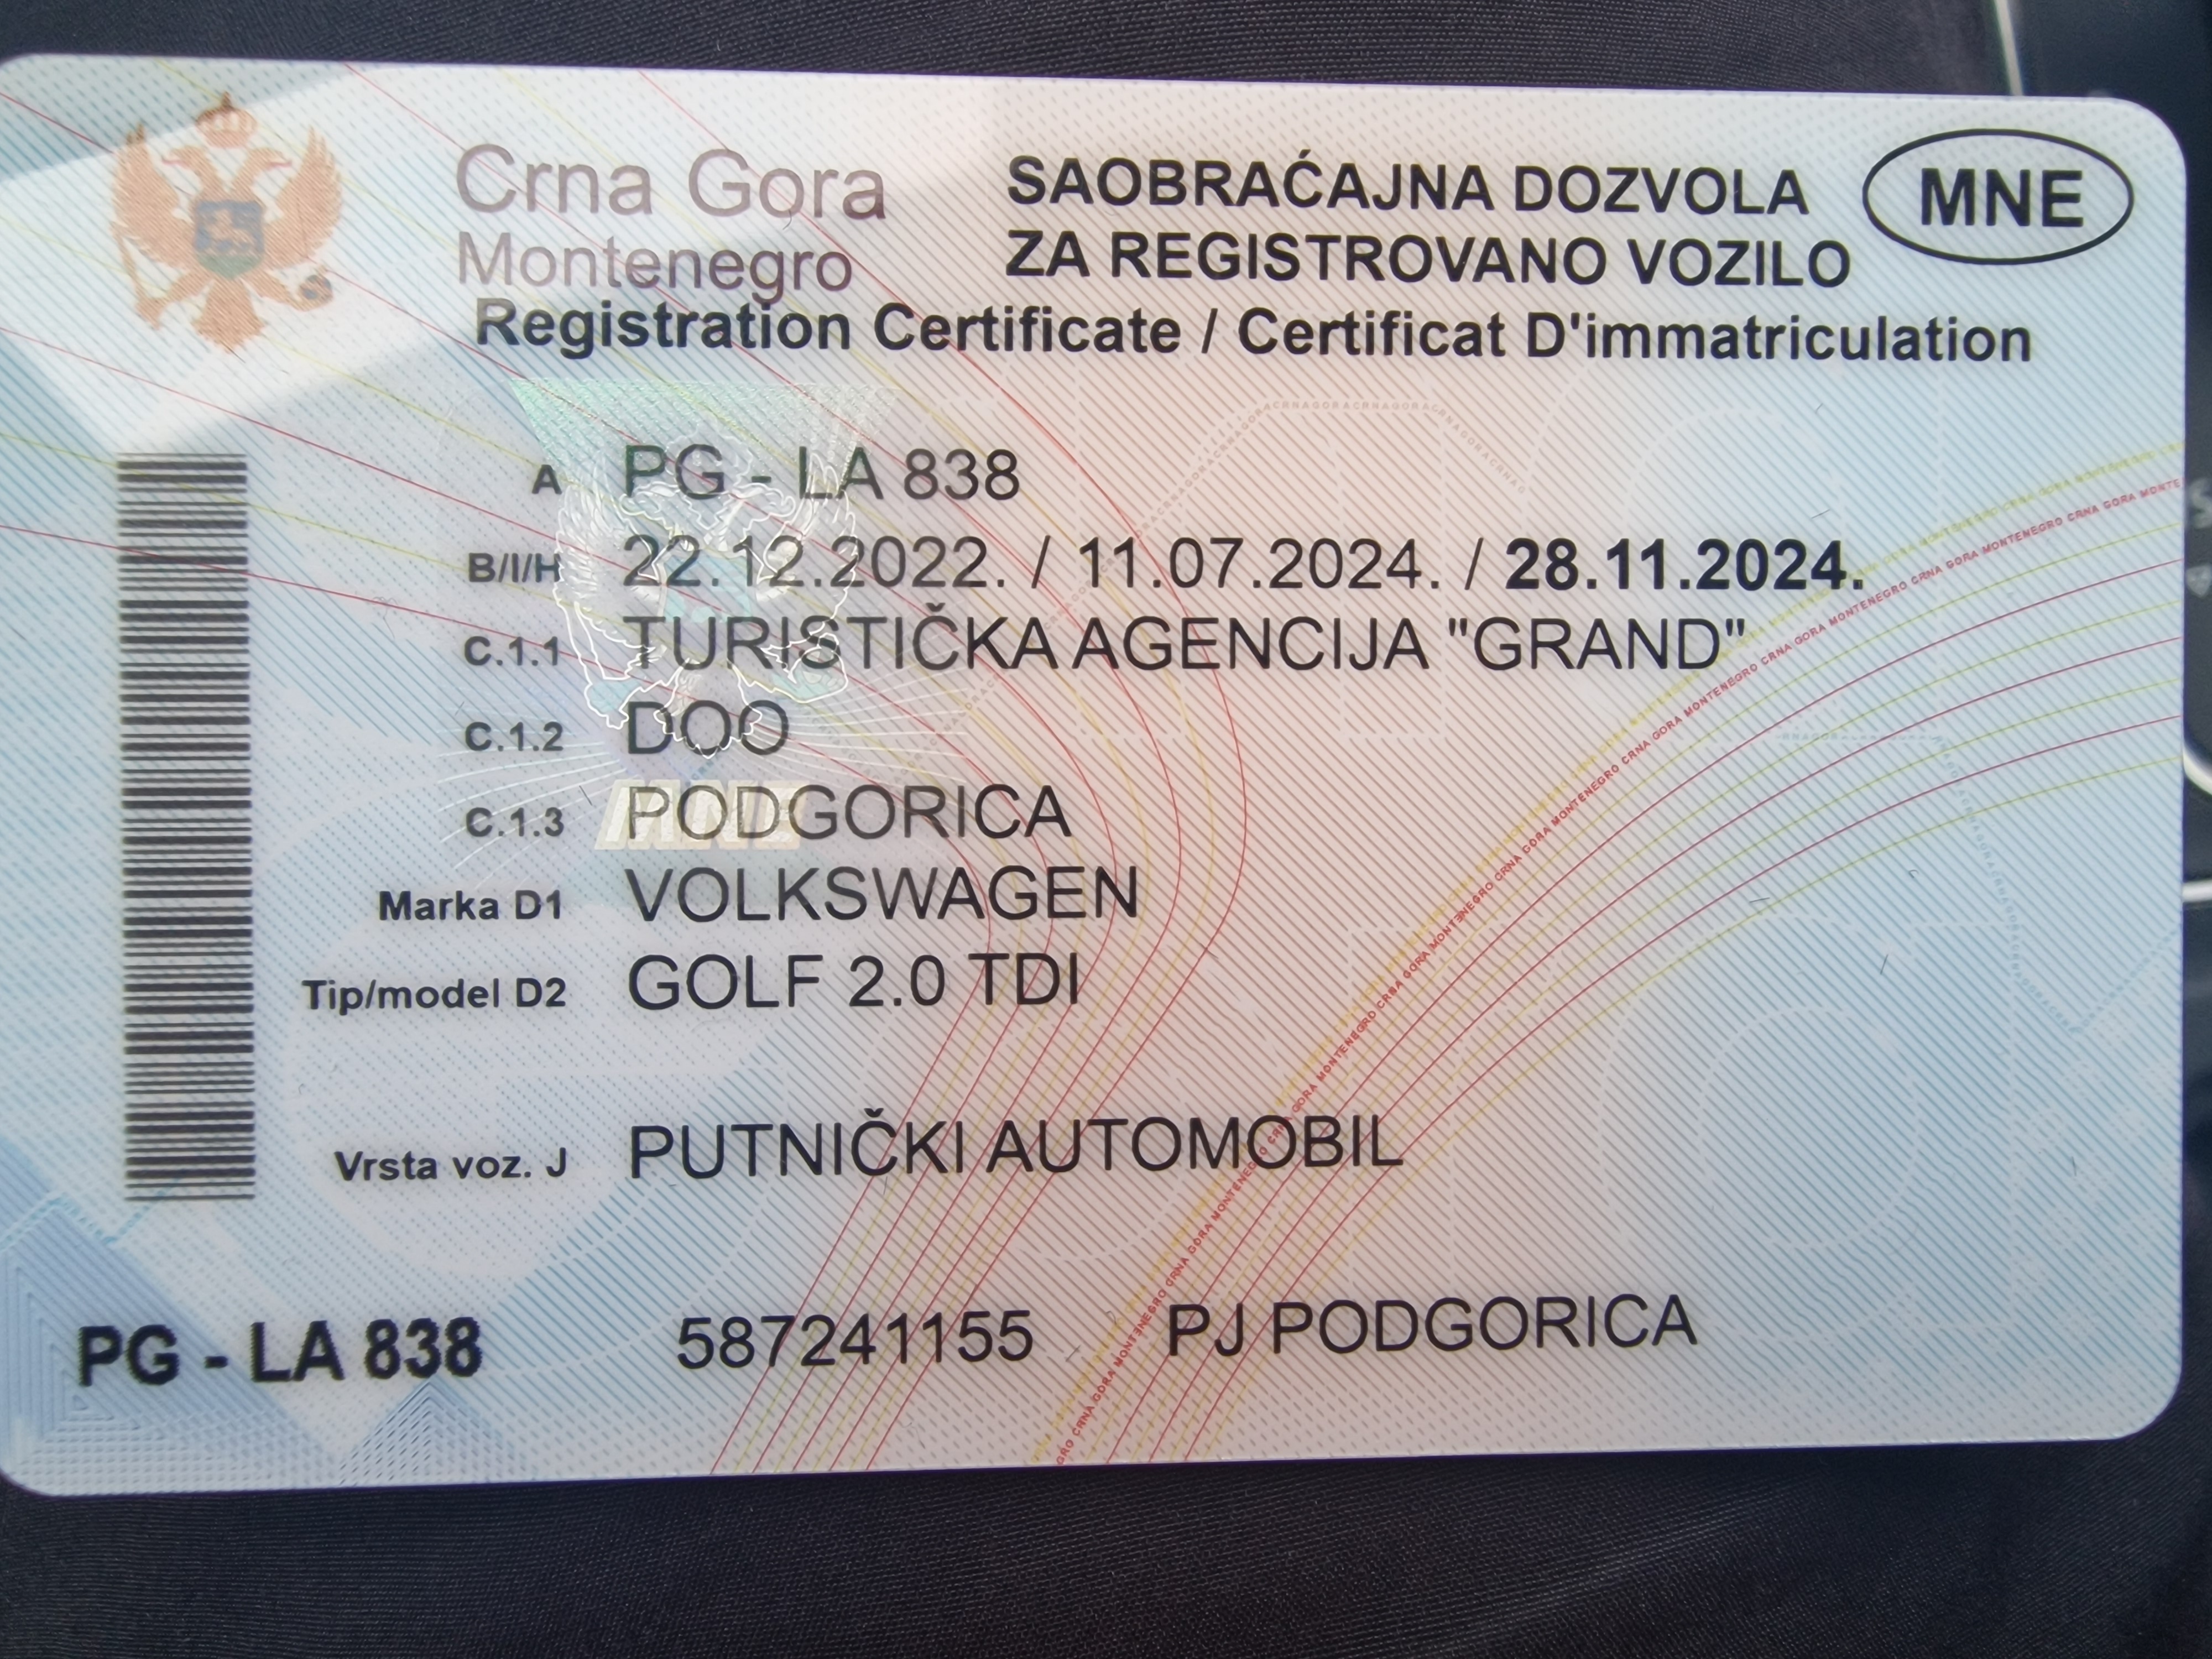 Crna Gora
Montenegro
SAOBRAĆAJNA DOZVOLA
ZA REGISTROVANO VOZILO
MNE
Registration Certificate / Certificat D'immatriculation
A PG - LA 838
B/I/H 22.12.2022. / 11.07.2024. / 28.11.2024.
C.1.1 TURISTIČKA AGENCIJA "GRAND"
C.1.2 DOO
C.1.3 PODGORICA
MNE
Marka D1 VOLKSWAGEN
Tip/model D2 GOLF 2.0 TDI
Vrsta voz. J PUTNIČKI AUTOMOBIL
PG - LA 838 587241155 PJ PODGORICA